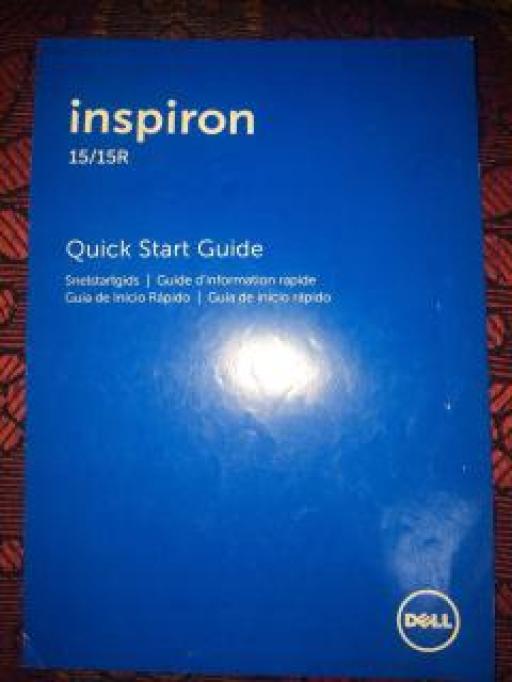 inspiron
15/15R
Quick Start Guide
Snelstartgids | Guide d'information rapide
Guia de Início Rápido | Guía de inicio rápido
DELL